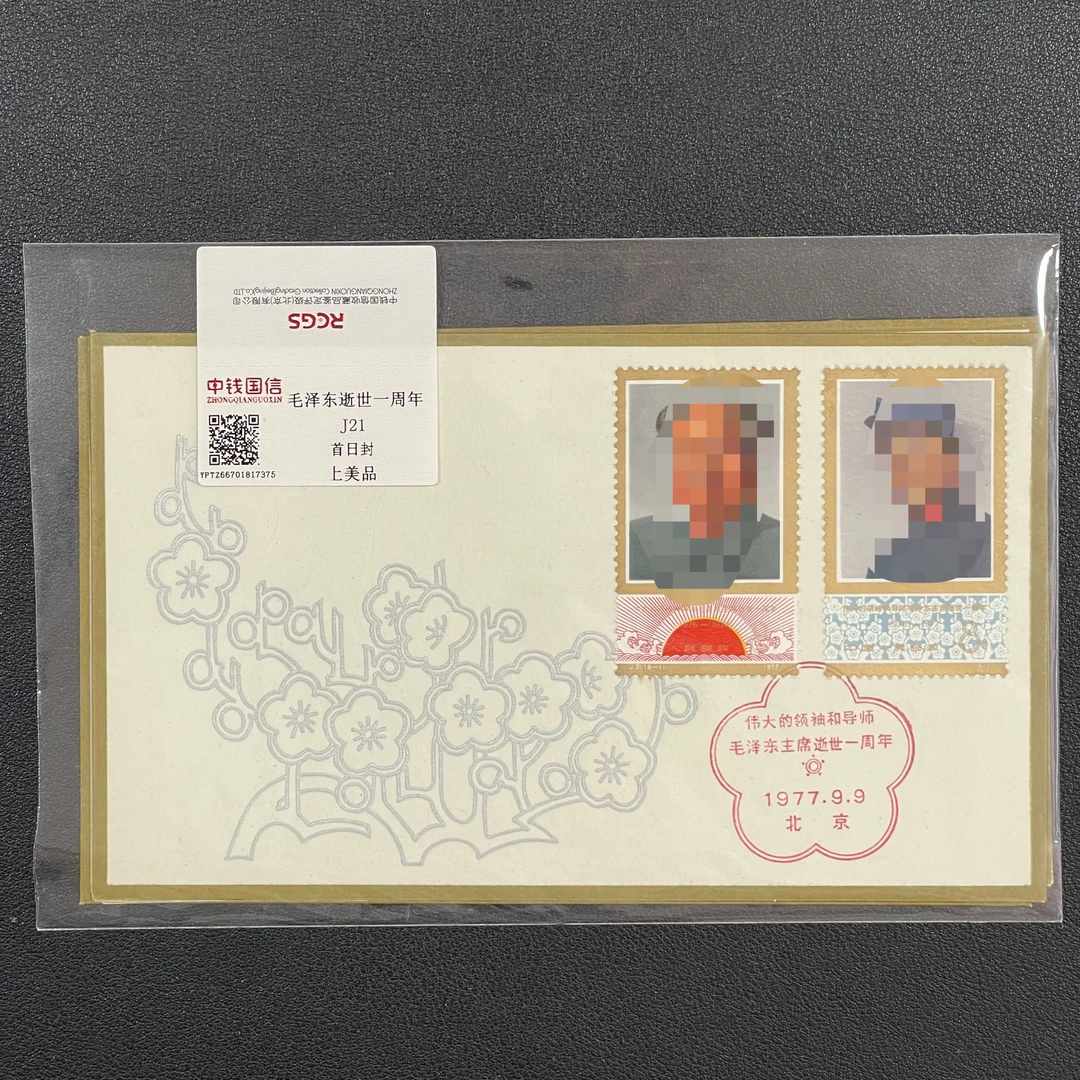 中钱国信收藏品鉴定评级(北京)有限公司
ZHONGQIANGUOXIN Collection Grading(Beijing)Co.,LTD
RCGS
中钱国信
ZHONGQIANGUOXIN
毛泽东逝世一周年
J21
首日封
上美品
YPTZ66701817375
伟大的领袖和导师
毛泽东主席逝世一周年
1977.9.9
北 京